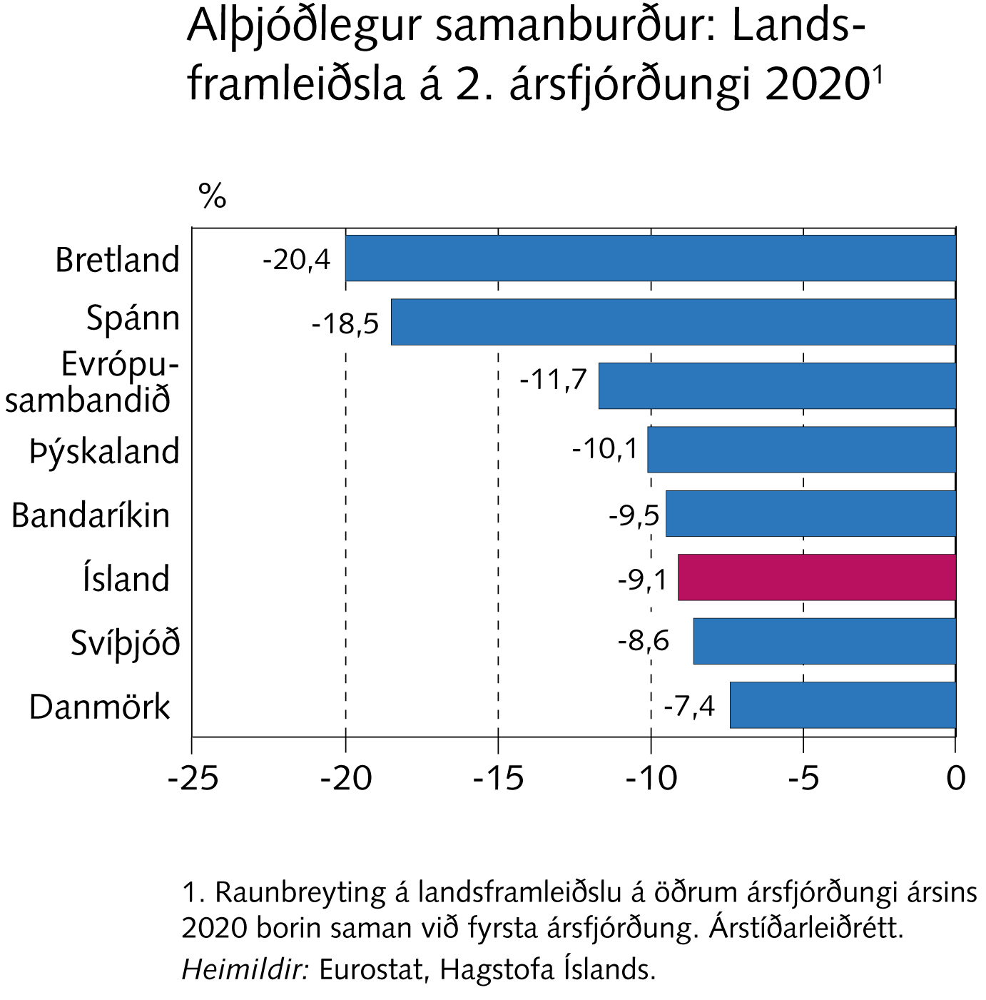 Alþjóðlegur samanburður: Lands-
framleiðsla á 2. ársfjórðungi 2020¹
%
Bretland
-20,4
Spánn
-18,5
Evrópu-
sambandið
-11,7
Þýskaland
-10,1
Bandaríkin
-9,5
Ísland
-9,1
Svíþjóð
-8,6
Danmörk
-7,4
-25 -20 -15 -10 -5 0
1. Raunbreyting á landsframleiðslu á öðrum ársfjórðungi ársins
2020 borin saman við fyrsta ársfjórðung. Árstíðarleiðrétt.
Heimildir: Eurostat, Hagstofa Íslands.